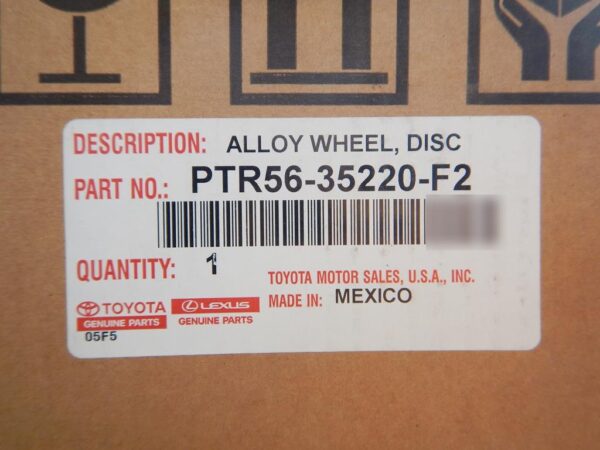 DESCRIPTION: ALLOY WHEEL, DISC
PART NO.: PTR56-35220-F2
QUANTITY: 1
TOYOTA MOTOR SALES, U.S.A., INC.
MADE IN: MEXICO
TOYOTA
GENUINE PARTS
LEXUS
GENUINE PARTS
05F5